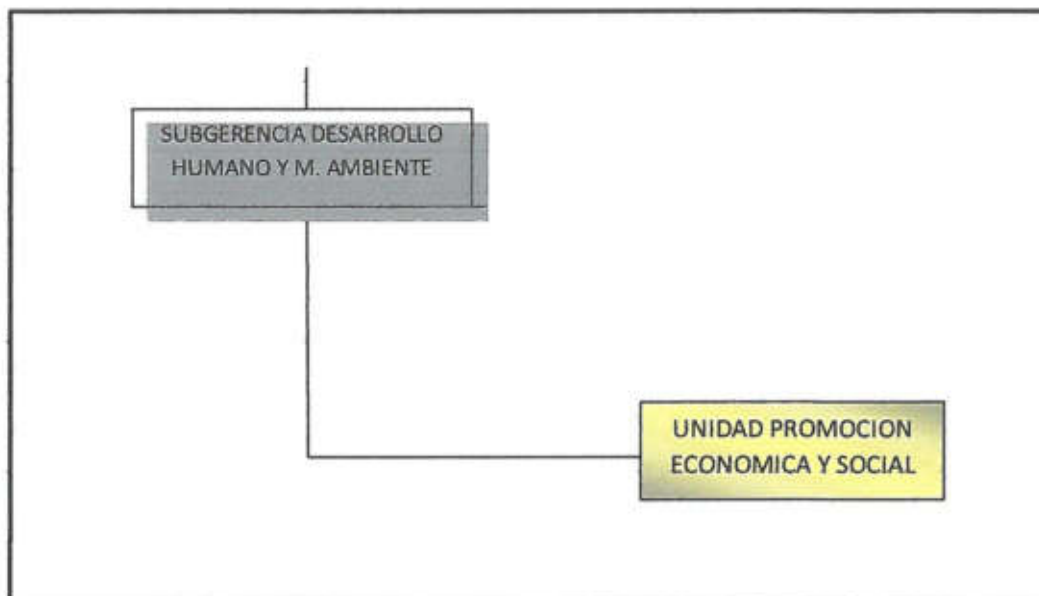 SUBGERENCIA DESARROLLO
HUMANO Y M. AMBIENTE
UNIDAD PROMOCION
ECONOMICA Y SOCIAL